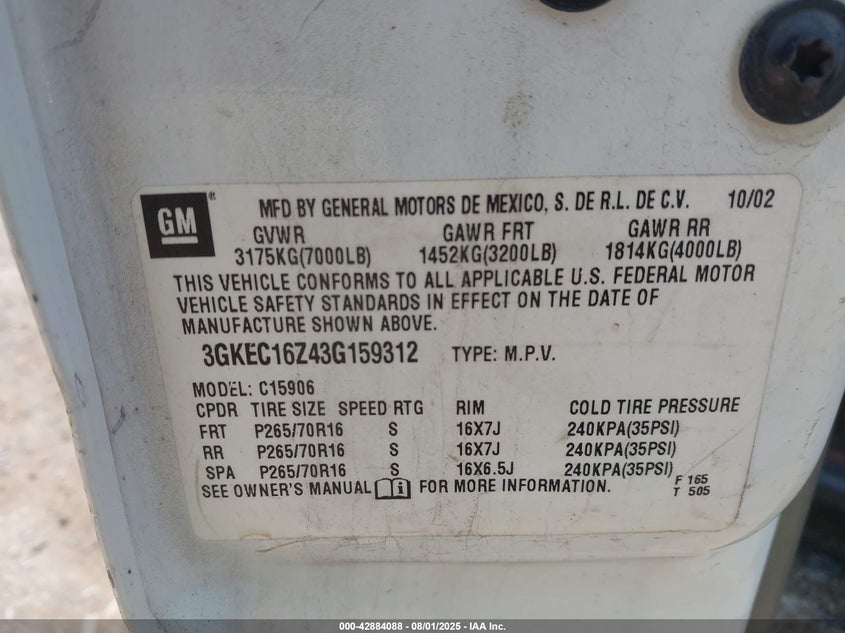 GM ® MFD BY GENERAL MOTORS DE MEXICO, S. DE R.L. DE C.V. 10/02
GVWR GAWR FRT GAWR RR
3175KG(7000LB) 1452KG(3200LB) 1814KG(4000LB)
THIS VEHICLE CONFORMS TO ALL APPLICABLE U.S. FEDERAL MOTOR
VEHICLE SAFETY STANDARDS IN EFFECT ON THE DATE OF
MANUFACTURE SHOWN ABOVE.
3GKEC16Z43G159312 TYPE: M.P.V.
MODEL: C15906
CPDR TIRE SIZE SPEED RTG RIM COLD TIRE PRESSURE
FRT P265/70R16 S 16X7J 240KPA(35PSI)
RR P265/70R16 S 16X7J 240KPA(35PSI)
SPA P265/70R16 S 16X6.5J 240KPA(35PSI)
SEE OWNER'S MANUAL FOR MORE INFORMATION. F 165
T 505
000-42884088 - 08/01/2025 - IAA Inc.